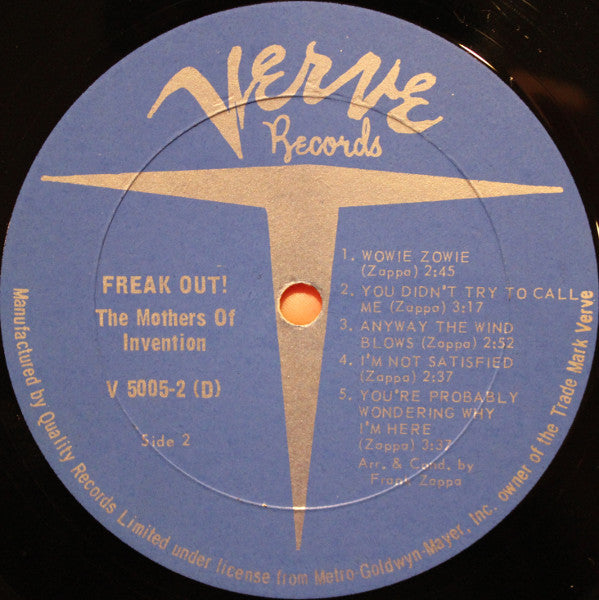 Verve
Records
FREAK OUT!
The Mothers Of
Invention
V 5005-2 (D)
Side 2
1. WOWIE ZOWIE
(Zappa) 2:45
2. YOU DIDN'T TRY TO CALL
ME (Zappa) 3:17
3. ANYWAY THE WIND
BLOWS (Zappa) 2:52
4. I'M NOT SATISFIED
(Zappa) 2:37
5. YOU'RE PROBABLY
WONDERING WHY
I'M HERE
(Zappa) 3:37
Arr. & Cond. by
Frank Zappa
Manufactured by Quality Records Limited under license from Metro-Goldwyn-Mayer, Inc. owner of the Trade Mark Verve